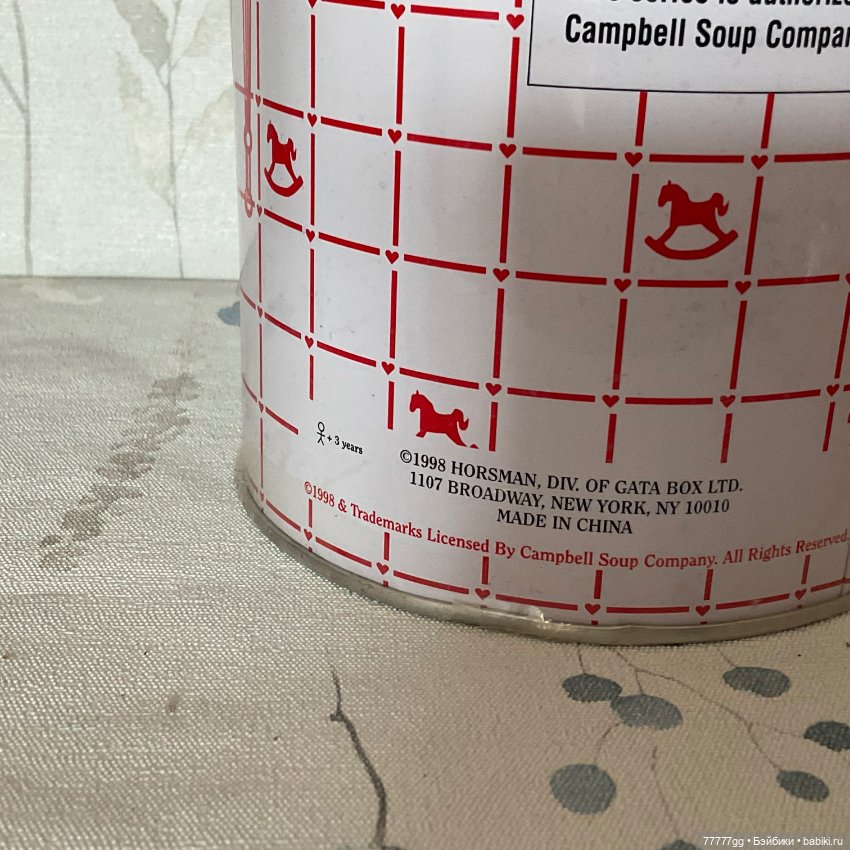 Campbell Soup
+ 3 years
©1998 HORSMAN, DIV. OF GATA BOX LTD.
1107 BROADWAY, NEW YORK, NY 10010
MADE IN CHINA
©1998 & Trademarks Licensed By Campbell Soup Company. All Rights Reserved.
77777gg • Бэйбики • babiki.ru